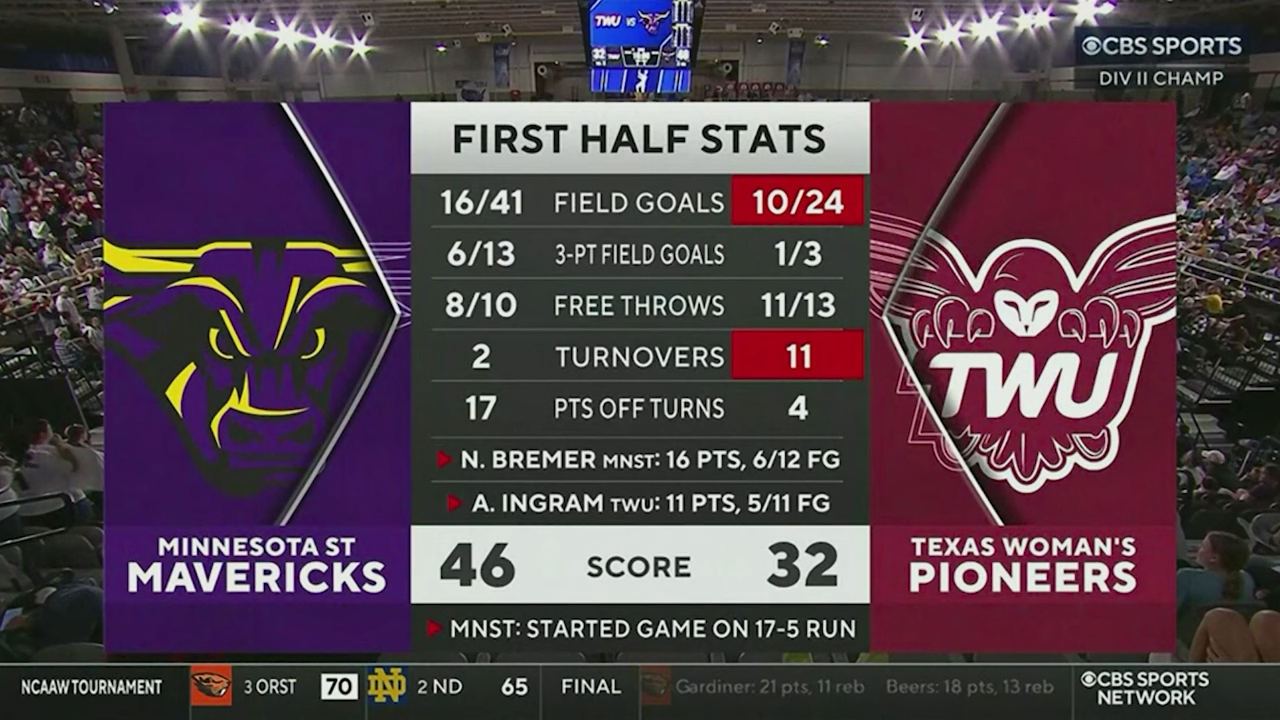 TWU VS
CBS SPORTS
DIV II CHAMP
FIRST HALF STATS
16/41 FIELD GOALS 10/24
6/13 3-PT FIELD GOALS 1/3
8/10 FREE THROWS 11/13
2 TURNOVERS 11
17 PTS OFF TURNS 4
N. BREMER MNST: 16 PTS, 6/12 FG
A. INGRAM TWU: 11 PTS, 5/11 FG
46 SCORE 32
MNST: STARTED GAME ON 17-5 RUN
MINNESOTA ST
MAVERICKS
TWU
TEXAS WOMAN'S
PIONEERS
NCAAW TOURNAMENT 3 ORST 70 ND 2 ND 65 FINAL Gardiner: 21 pts, 11 reb Beers: 18 pts, 13 reb
CBS SPORTS
NETWORK